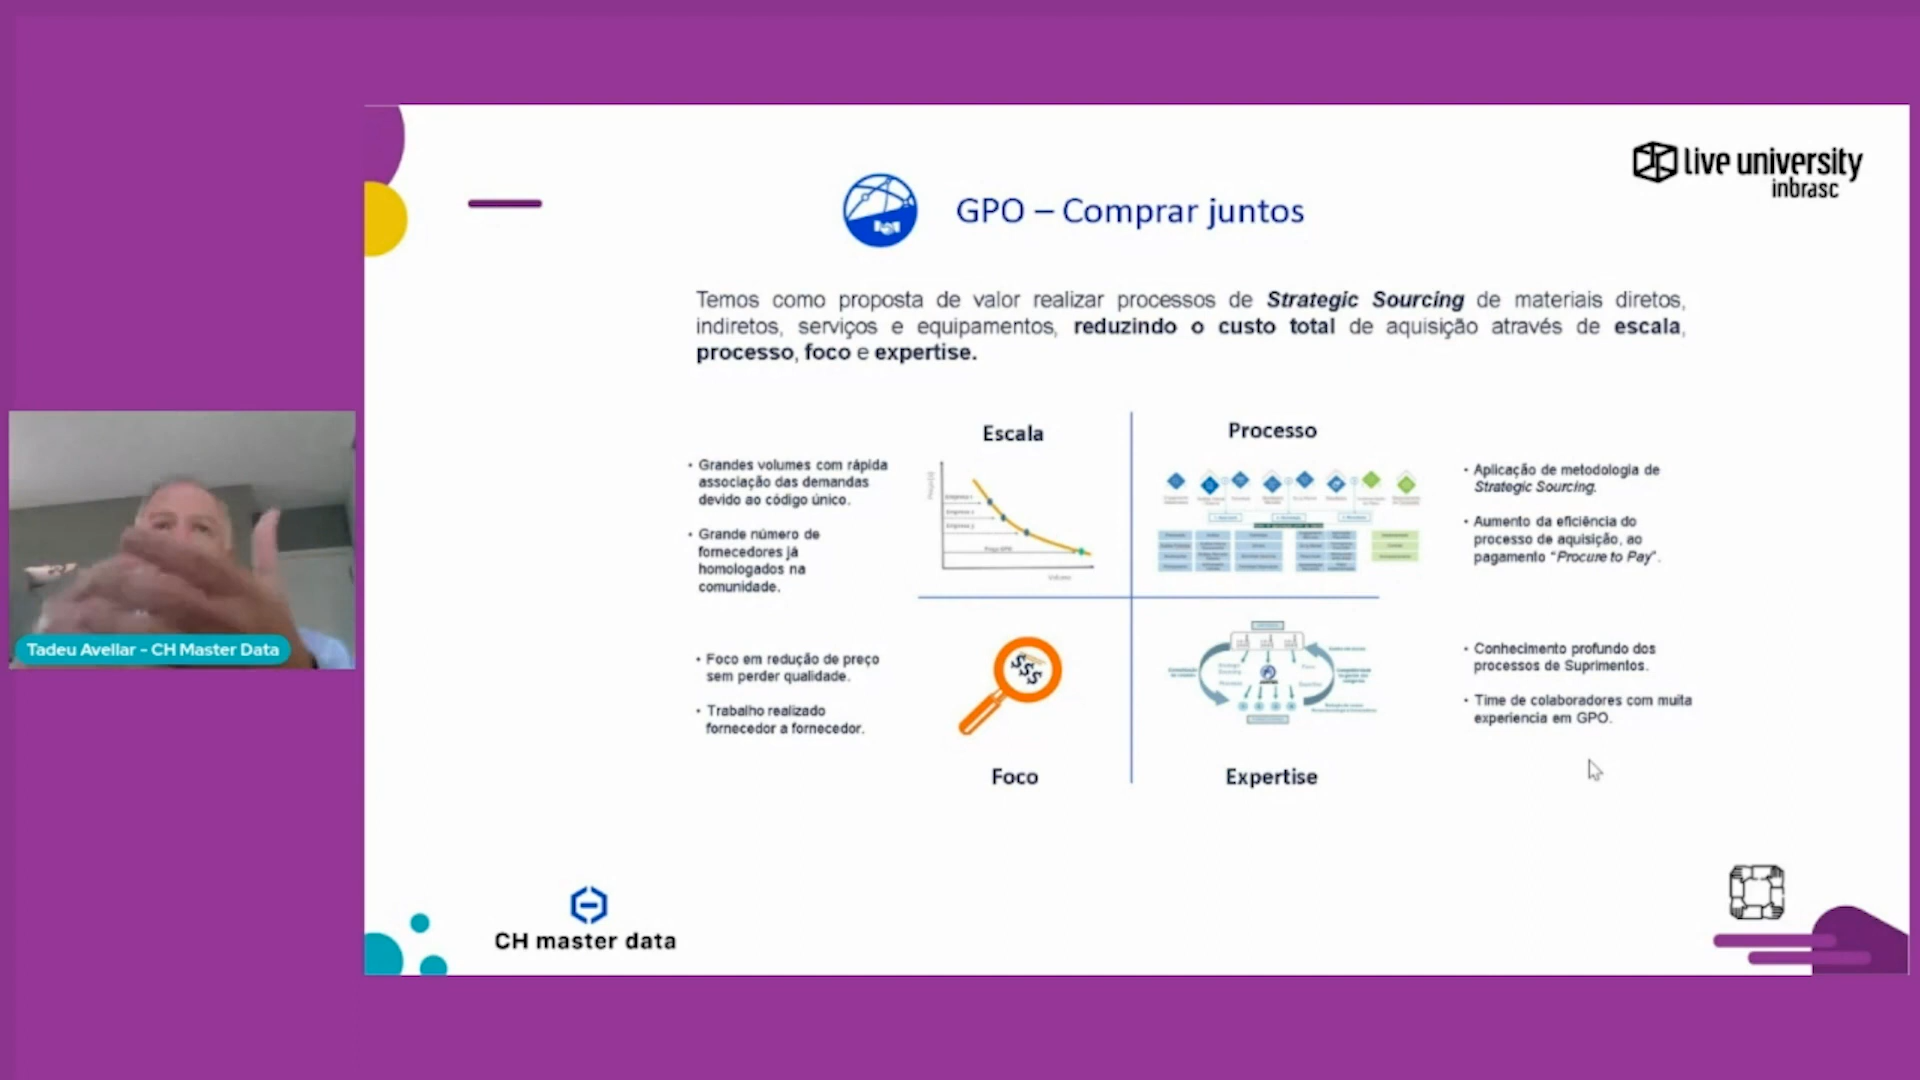 live university
inbrasc
GPO – Comprar juntos
Temos como proposta de valor realizar processos de Strategic Sourcing de materiais diretos,
indiretos, serviços e equipamentos, reduzindo o custo total de aquisição através de escala,
processo, foco e expertise.
Escala
• Grandes volumes com rápida
associação das demandas
devido ao código único.
• Grande número de
fornecedores já
homologados na
comunidade.
Processo
• Aplicação de metodologia de
Strategic Sourcing.
• Aumento da eficiência do
processo de aquisição, ao
pagamento “Procure to Pay”.
• Foco em redução de preço
sem perder qualidade.
• Trabalho realizado
fornecedor a fornecedor.
$$$
Foco
• Conhecimento profundo dos
processos de Suprimentos.
• Time de colaboradores com muita
experiencia em GPO.
Expertise
Tadeu Avellar - CH Master Data
CH master data